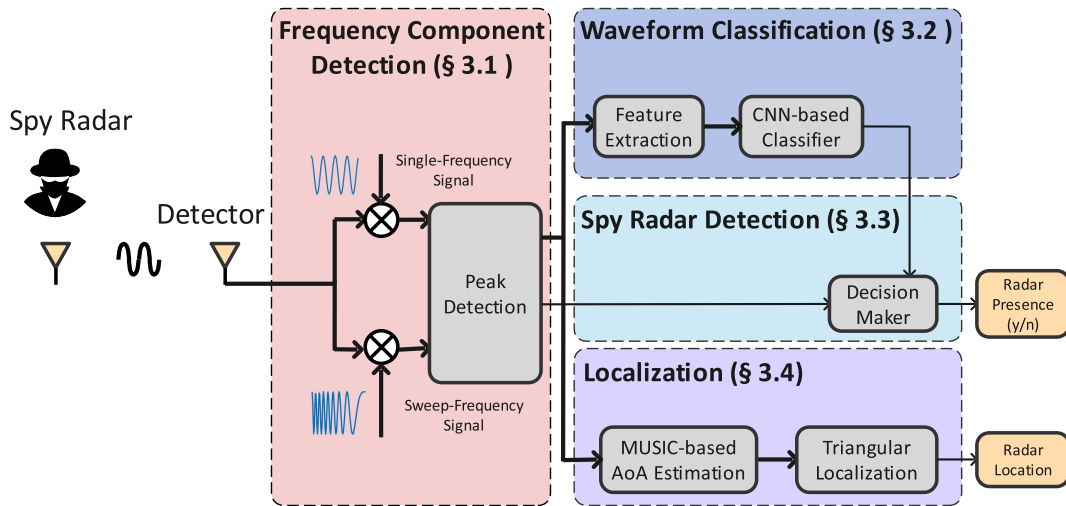 Spy Radar
Detector
Frequency Component
Detection (§ 3.1 )
Single-Frequency
Signal
Peak
Detection
Sweep-Frequency
Signal
Waveform Classification (§ 3.2 )
Feature
Extraction
CNN-based
Classifier
Spy Radar Detection (§ 3.3)
Decision
Maker
Radar
Presence
(y/n)
Localization (§ 3.4)
MUSIC-based
AoA Estimation
Triangular
Localization
Radar
Location